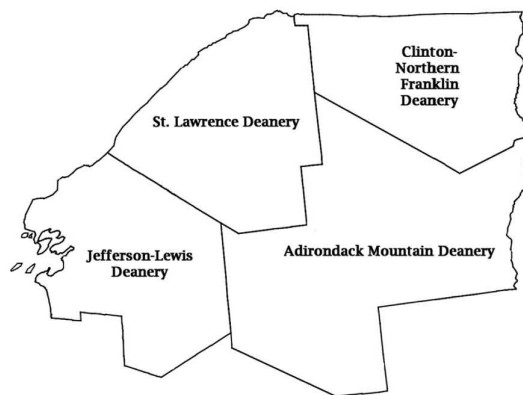 Clinton-
Northern
Franklin
Deanery
St. Lawrence Deanery
Jefferson-Lewis
Deanery
Adirondack Mountain Deanery